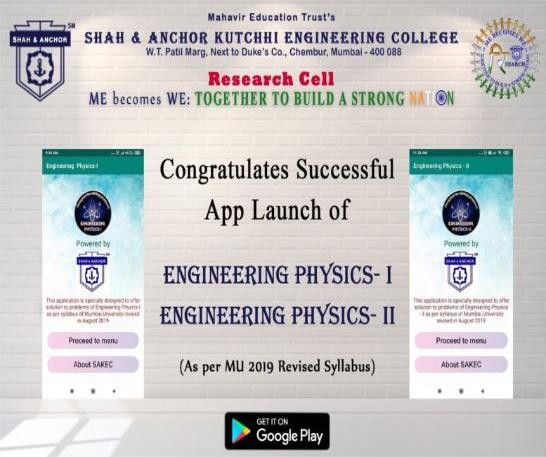 Mahavir Education Trust's
SHAH & ANCHOR KUTCHHI ENGINEERING COLLEGE
W.T. Patil Marg, Next to Duke's Co., Chembur, Mumbai - 400 088
SHAH & ANCHOR
Research Cell
ME becomes WE: TOGETHER TO BUILD A STRONG NATION
ME BECOMES WE
RESEARCH
Engineering Physics-I
ENGINEERING
PHYSICS-I
Powered by
SHAH & ANCHOR
This application is specially designed to offer
solution to problems of Engineering Physics-I
as per syllabus of Mumbai University revised
in August 2019
Proceed to menu
About SAKEC
Congratulates Successful
App Launch of
ENGINEERING PHYSICS- I
ENGINEERING PHYSICS- II
(As per MU 2019 Revised Syllabus)
Engineering Physics - II
ENGINEERING
PHYSICS-II
Powered by
SHAH & ANCHOR
This application is specially designed to offer
solution to problems of Engineering Physics
-II as per syllabus of Mumbai University
revised in August 2019
Proceed to menu
About SAKEC
GET IT ON
Google Play